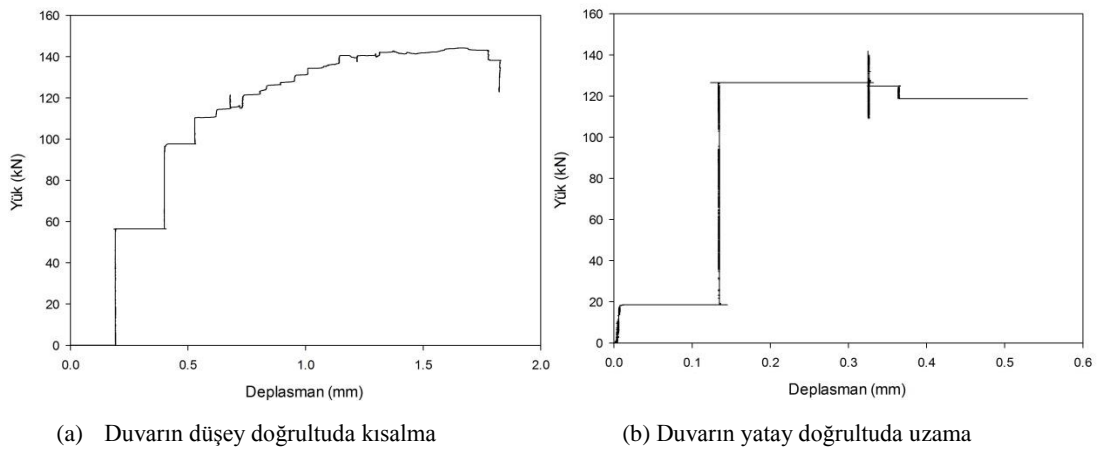 160
140
120
100
80
60
40
20
0
Yük (kN)
0.0 0.5 1.0 1.5 2.0
Deplasman (mm)
(a) Duvarın düşey doğrultuda kısalma
160
140
120
100
80
60
40
20
0
Yük (kN)
0.0 0.1 0.2 0.3 0.4 0.5 0.6
Deplasman (mm)
(b) Duvarın yatay doğrultuda uzama